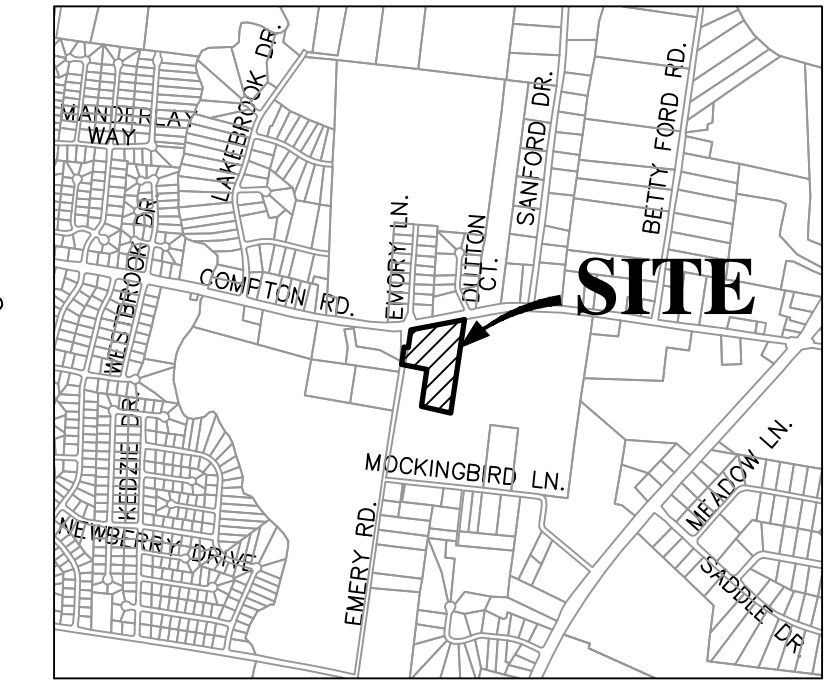 LAKEBROOK DR.
MANDERLAY
WAY
SANFORD DR.
BETTY FORD RD.
EMORY LN.
DUTTON
CT.
WESTBROOK DR
COMPTON RD.
SITE
KEDZIE DR.
MOCKINGBIRD LN.
MEADOW LN.
NEWBERRY DRIVE
EMERY RD.
SADDLE DR.